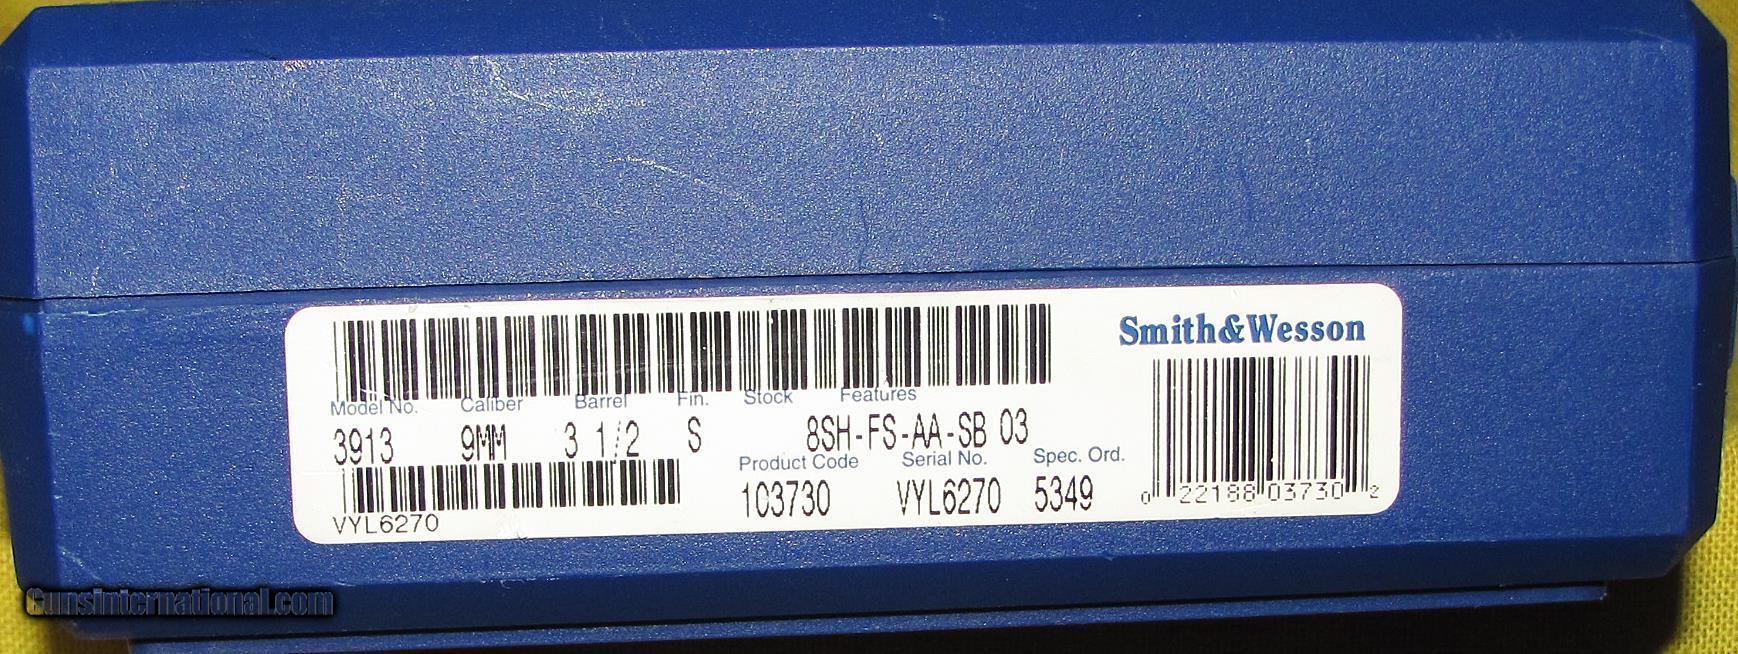 Smith&Wesson
Model No. Caliber Barrel Fin. Stock Features
3913 9MM 3 1/2 S 8SH-FS-AA-SB 03
Product Code Serial No. Spec. Ord.
103730 VYL6270 5349
0 22188 03730 2
VYL6270
Gunsinternational.com